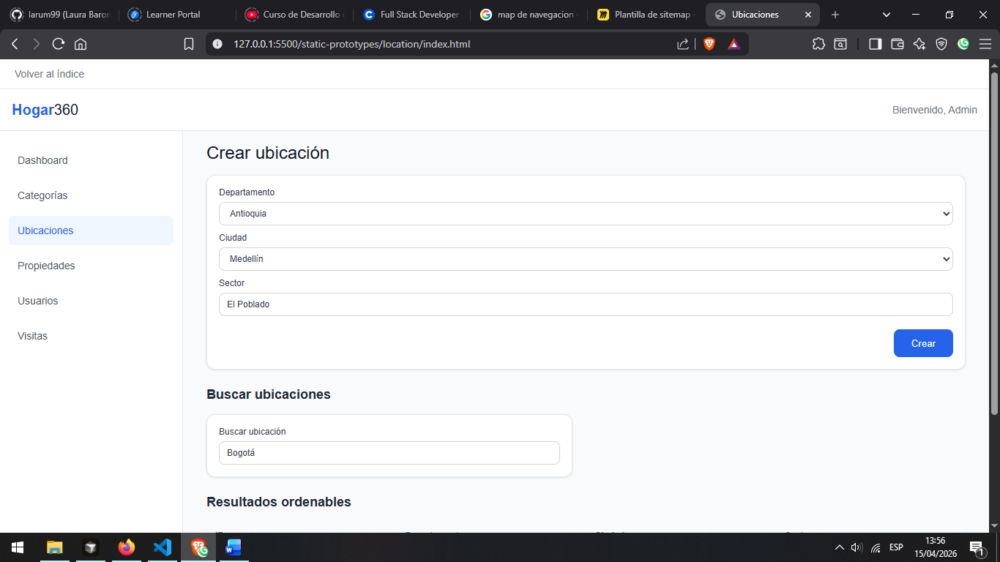 larum99 (Laura Baron
Learner Portal
Curso de Desarrollo
Full Stack Developer
map de navegacion
Plantilla de sitemap
Ubicaciones
127.0.0.1:5500/static-prototypes/location/index.html
Volver al índice
Hogar360
Bienvenido, Admin
Dashboard
Categorías
Ubicaciones
Propiedades
Usuarios
Visitas
Crear ubicación
Departamento
Antioquia
Ciudad
Medellín
Sector
El Poblado
Crear
Buscar ubicaciones
Buscar ubicación
Bogotá
Resultados ordenables
ESP
13:56
15/04/2026
1